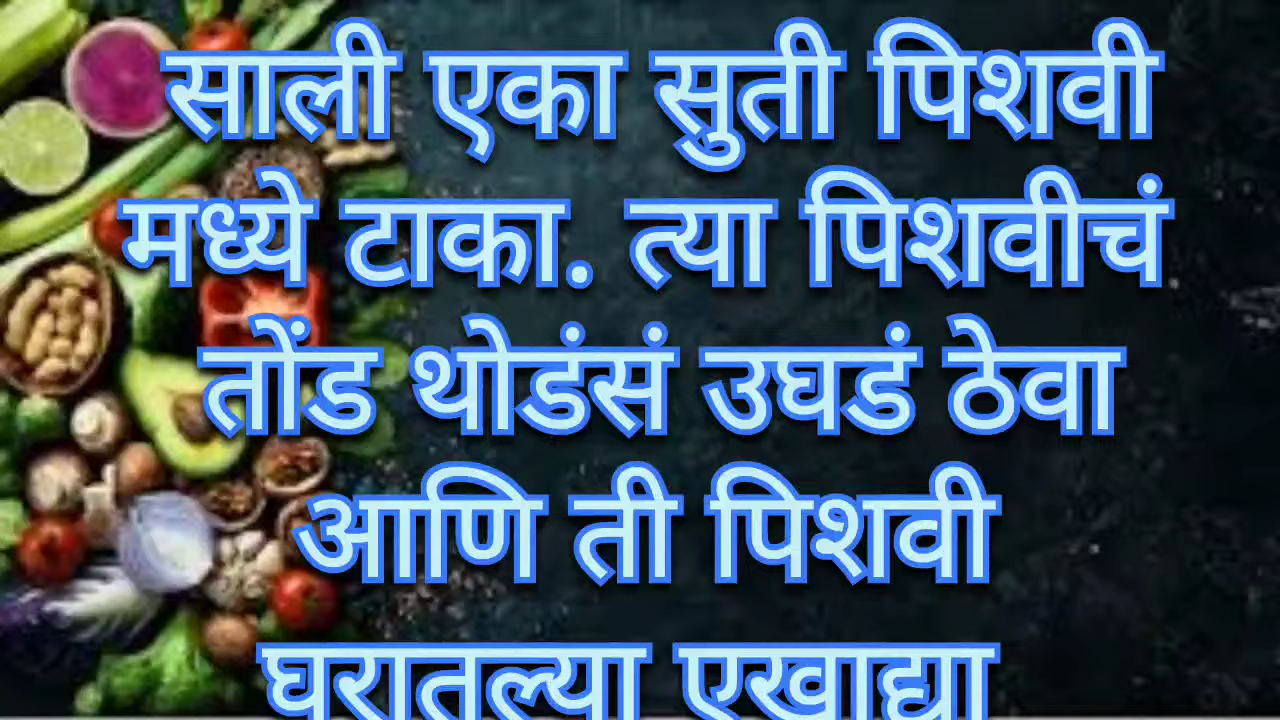 साली एका सुती पिशवी
मध्ये टाका. त्या पिशवीचं
तोंड थोडंसं उघडं ठेवा
आणि ती पिशवी
घरातल्या एखाद्या